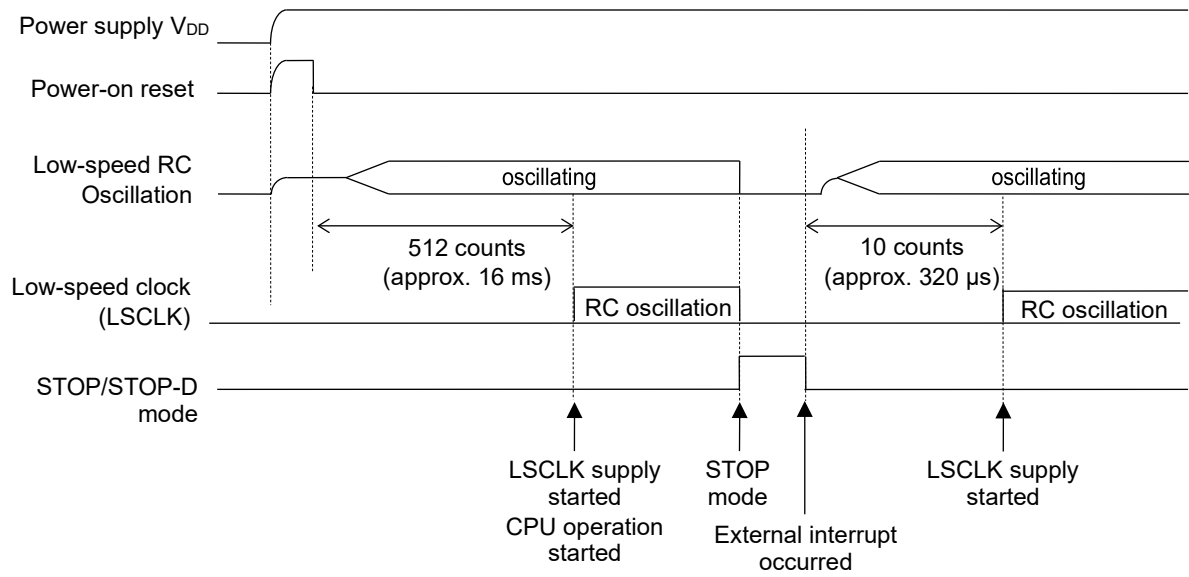 Power supply VDD
Power-on reset
Low-speed RC
Oscillation
oscillating
oscillating
512 counts
(approx. 16 ms)
10 counts
(approx. 320 µs)
Low-speed clock
(LSCLK)
RC oscillation
RC oscillation
STOP/STOP-D
mode
LSCLK supply
started
CPU operation
started
STOP
mode
External interrupt
occurred
LSCLK supply
started